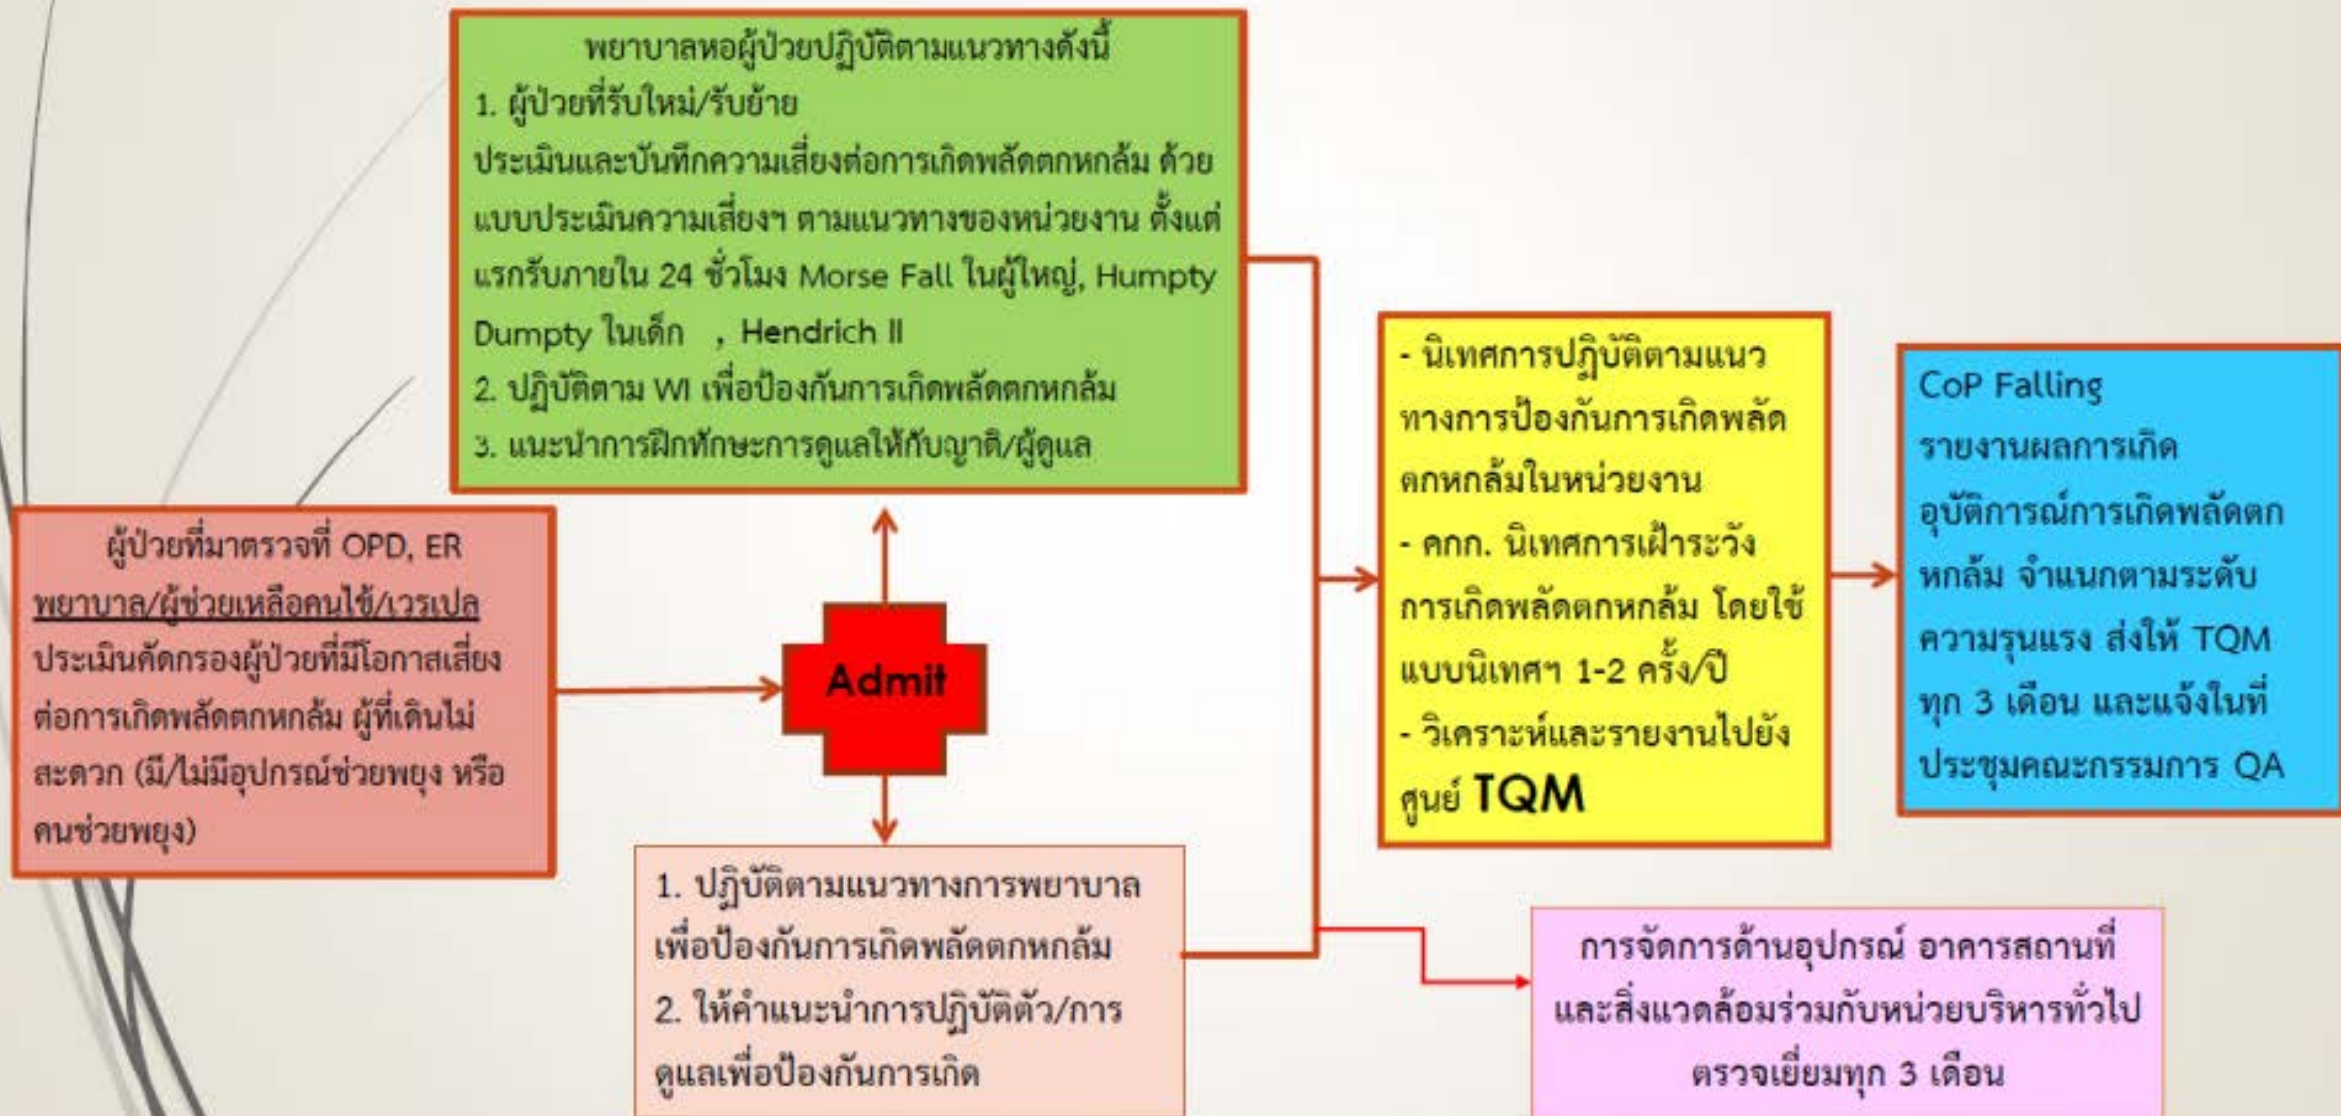 พยาบาลหอผู้ป่วยปฏิบัติตามแนวทางดังนี้
1. ผู้ป่วยที่รับใหม่/รับย้าย
ประเมินและบันทึกความเสี่ยงต่อการเกิดพลัดตกหกล้ม ด้วย
แบบประเมินความเสี่ยงฯ ตามแนวทางของหน่วยงาน ตั้งแต่
แรกรับภายใน 24 ชั่วโมง Morse Fall ในผู้ใหญ่, Humpty
Dumpty ในเด็ก , Hendrich II
2. ปฏิบัติตาม WI เพื่อป้องกันการเกิดพลัดตกหกล้ม
3. แนะนำการฝึกทักษะการดูแลให้กับญาติ/ผู้ดูแล
ผู้ป่วยที่มาตรวจที่ OPD, ER
พยาบาล/ผู้ช่วยเหลือคนไข้/เวรเปล
ประเมินคัดกรองผู้ป่วยที่มีโอกาสเสี่ยง
ต่อการเกิดพลัดตกหกล้ม ผู้ที่เดินไม่
สะดวก (มี/ไม่มีอุปกรณ์ช่วยพยุง หรือ
คนช่วยพยุง)
Admit
1. ปฏิบัติตามแนวทางการพยาบาล
เพื่อป้องกันการเกิดพลัดตกหกล้ม
2. ให้คำแนะนำการปฏิบัติตัว/การ
ดูแลเพื่อป้องกันการเกิด
- นิเทศการปฏิบัติตามแนว
ทางการป้องกันการเกิดพลัด
ตกหกล้มในหน่วยงาน
- คกก. นิเทศการเฝ้าระวัง
การเกิดพลัดตกหกล้ม โดยใช้
แบบนิเทศฯ 1-2 ครั้ง/ปี
- วิเคราะห์และรายงานไปยัง
ศูนย์ TQM
CoP Falling
รายงานผลการเกิด
อุบัติการณ์การเกิดพลัดตก
หกล้ม จำแนกตามระดับ
ความรุนแรง ส่งให้ TQM
ทุก 3 เดือน และแจ้งในที่
ประชุมคณะกรรมการ QA
การจัดการด้านอุปกรณ์ อาคารสถานที่
และสิ่งแวดล้อมร่วมกับหน่วยบริหารทั่วไป
ตรวจเยี่ยมทุก 3 เดือน